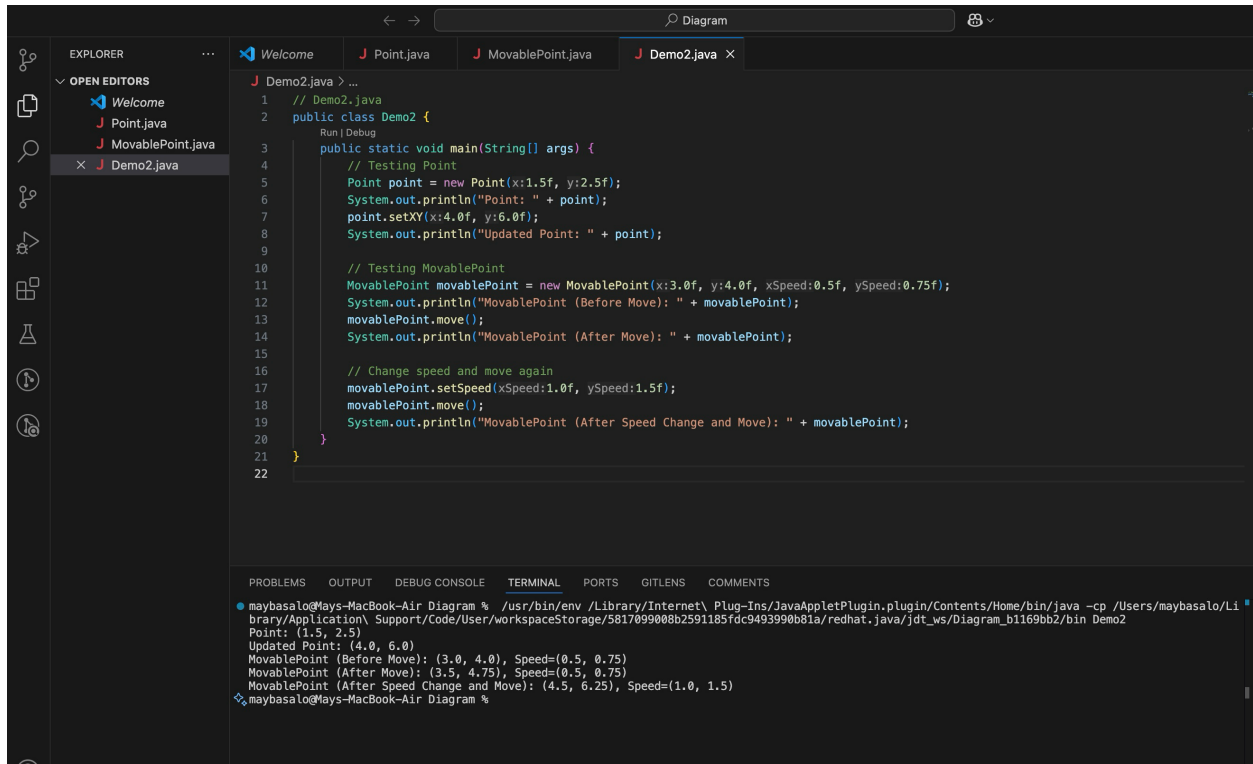 Diagram
EXPLORER ...
Welcome
Point.java
MovablePoint.java
Demo2.java
OPEN EDITORS
Welcome
Point.java
MovablePoint.java
Demo2.java
Demo2.java > ...
1 // Demo2.java
2 public class Demo2 {
Run | Debug
3 public static void main(String[] args) {
4 // Testing Point
5 Point point = new Point(x:1.5f, y:2.5f);
6 System.out.println("Point: " + point);
7 point.setXY(x:4.0f, y:6.0f);
8 System.out.println("Updated Point: " + point);
9
10 // Testing MovablePoint
11 MovablePoint movablePoint = new MovablePoint(x:3.0f, y:4.0f, xSpeed:0.5f, ySpeed:0.75f);
12 System.out.println("MovablePoint (Before Move): " + movablePoint);
13 movablePoint.move();
14 System.out.println("MovablePoint (After Move): " + movablePoint);
15
16 // Change speed and move again
17 movablePoint.setSpeed(xSpeed:1.0f, ySpeed:1.5f);
18 movablePoint.move();
19 System.out.println("MovablePoint (After Speed Change and Move): " + movablePoint);
20 }
21 }
22
PROBLEMS OUTPUT DEBUG CONSOLE TERMINAL PORTS GITLENS COMMENTS
maybasalo@Mays-MacBook-Air Diagram % /usr/bin/env /Library/Internet\ Plug-Ins/JavaAppletPlugin.plugin/Contents/Home/bin/java -cp /Users/maybasalo/Li
brary/Application\ Support/Code/User/workspaceStorage/5817099008b2591185fdc9493990b81a/redhat.java/jdt_ws/Diagram_b1169bb2/bin Demo2
Point: (1.5, 2.5)
Updated Point: (4.0, 6.0)
MovablePoint (Before Move): (3.0, 4.0), Speed=(0.5, 0.75)
MovablePoint (After Move): (3.5, 4.75), Speed=(0.5, 0.75)
MovablePoint (After Speed Change and Move): (4.5, 6.25), Speed=(1.0, 1.5)
maybasalo@Mays-MacBook-Air Diagram %